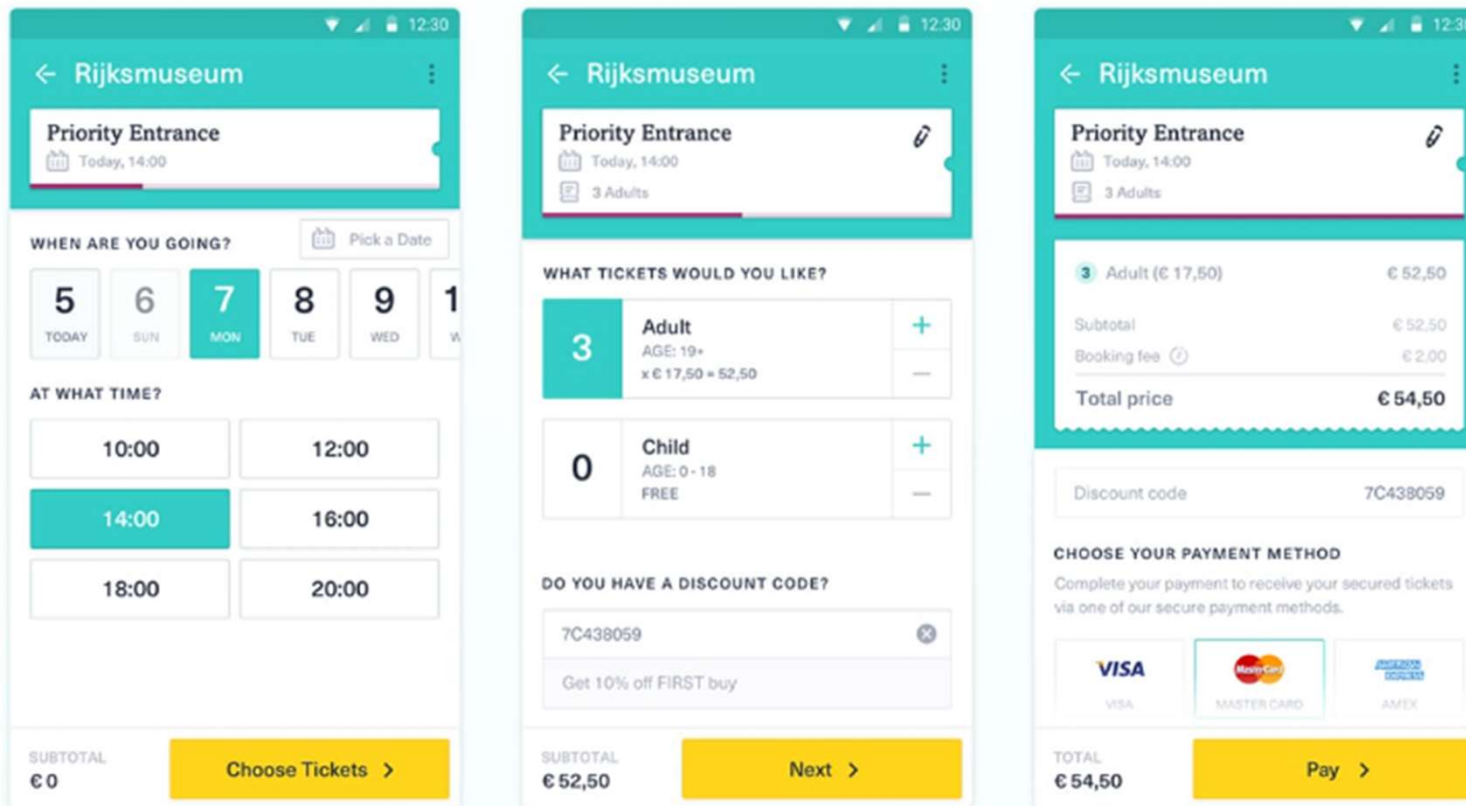 12:30
Rijksmuseum
Priority Entrance
Today, 14:00
WHEN ARE YOU GOING?
Pick a Date
5
TODAY
6
SUN
7
MON
8
TUE
9
WED
1
W
AT WHAT TIME?
10:00
12:00
14:00
16:00
18:00
20:00
SUBTOTAL
€ 0
Choose Tickets
12:30
Rijksmuseum
Priority Entrance
Today, 14:00
3 Adults
WHAT TICKETS WOULD YOU LIKE?
3
Adult
AGE: 19+
x € 17,50 = 52,50
+
—
0
Child
AGE: 0 - 18
FREE
+
—
DO YOU HAVE A DISCOUNT CODE?
7C438059
Get 10% off FIRST buy
SUBTOTAL
€ 52,50
Next
12:30
Rijksmuseum
Priority Entrance
Today, 14:00
3 Adults
3 Adult (€ 17,50) € 52,50
Subtotal € 52,50
Booking fee € 2,00
Total price € 54,50
Discount code 7C438059
CHOOSE YOUR PAYMENT METHOD
Complete your payment to receive your secured tickets
via one of our secure payment methods.
VISA
VISA
MasterCard
MASTER CARD
AMERICAN
EXPRESS
AMEX
TOTAL
€ 54,50
Pay